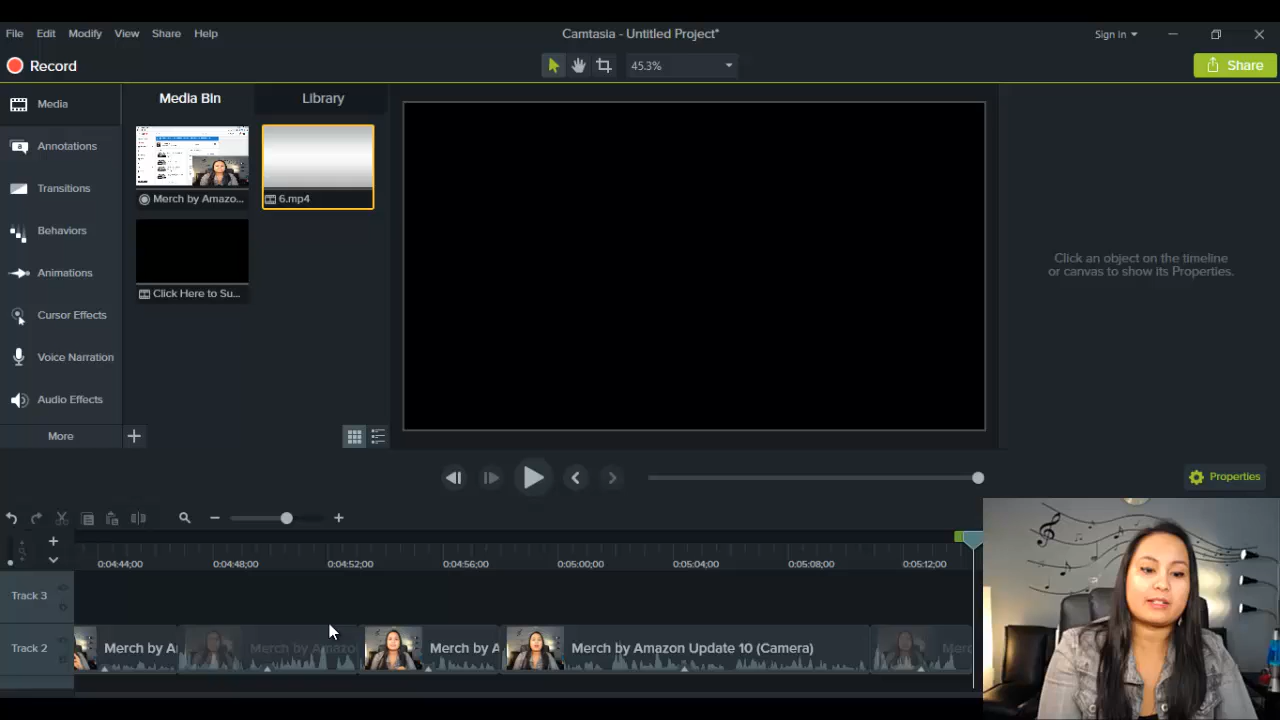 File Edit Modify View Share Help
Camtasia - Untitled Project*
Sign in
Record
45.3%
Share
Media
Annotations
Transitions
Behaviors
Animations
Cursor Effects
Voice Narration
Audio Effects
More
Media Bin
Library
Merch by Amazo...
6.mp4
Click Here to Su...
Click an object on the timeline
or canvas to show its Properties.
Properties
0:04:44;00 0:04:48;00 0:04:52;00 0:04:56;00 0:05:00;00 0:05:04;00 0:05:08;00 0:05:12;00
Track 3
Track 2
Merch by A
Merch by Amazo
Merch by A
Merch by Amazon Update 10 (Camera)